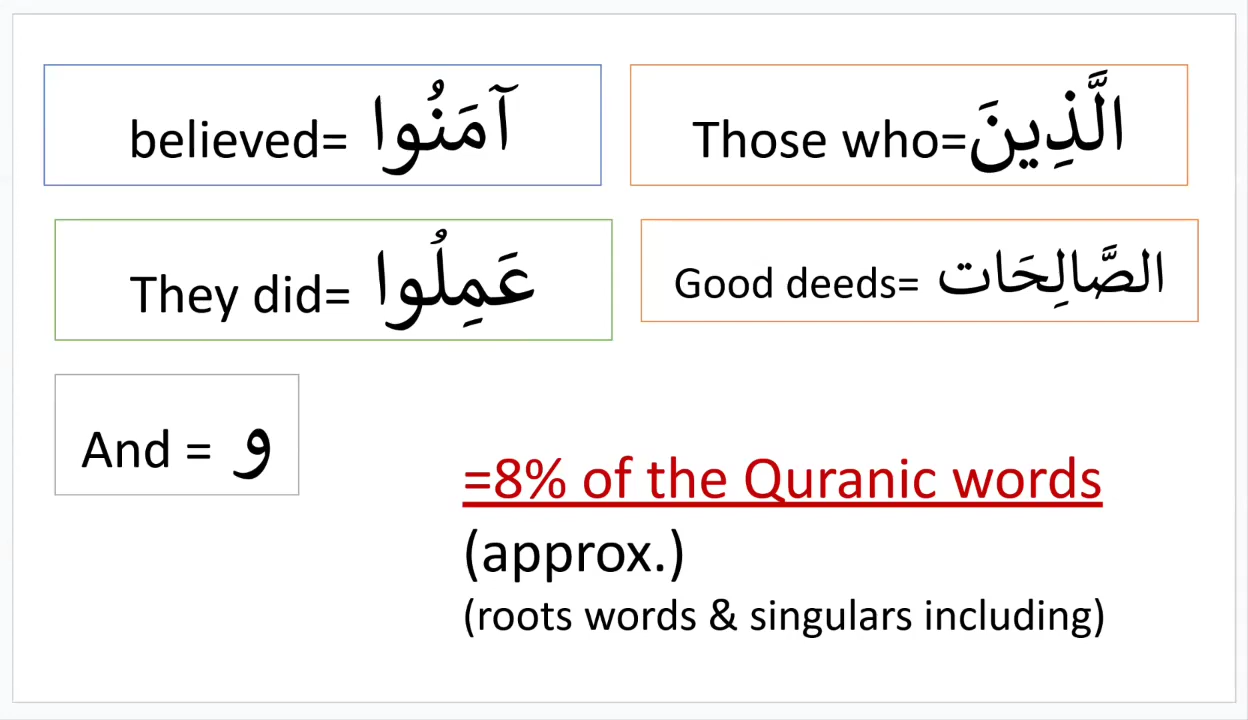 believed= آمَنُوا
Those who=الَّذِينَ
They did= عَمِلُوا
Good deeds= الصَّالِحَات
And = و
=8% of the Quranic words
(approx.)
(roots words & singulars including)